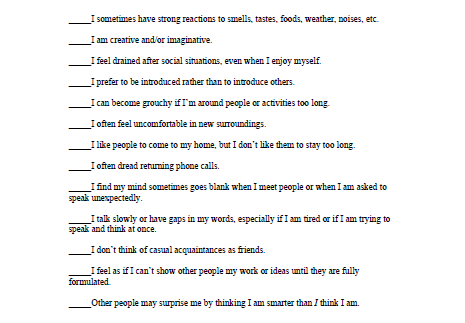 _____I sometimes have strong reactions to smells, tastes, foods, weather, noises, etc.
_____I am creative and/or imaginative.
_____I feel drained after social situations, even when I enjoy myself.
_____I prefer to be introduced rather than to introduce others.
_____I can become grouchy if I'm around people or activities too long.
_____I often feel uncomfortable in new surroundings.
_____I like people to come to my home, but I don't like them to stay too long.
_____I often dread returning phone calls.
_____I find my mind sometimes goes blank when I meet people or when I am asked to
speak unexpectedly.
_____I talk slowly or have gaps in my words, especially if I am tired or if I am trying to
speak and think at once.
_____I don't think of casual acquaintances as friends.
_____I feel as if I can't show other people my work or ideas until they are fully
formulated.
_____Other people may surprise me by thinking I am smarter than I think I am.